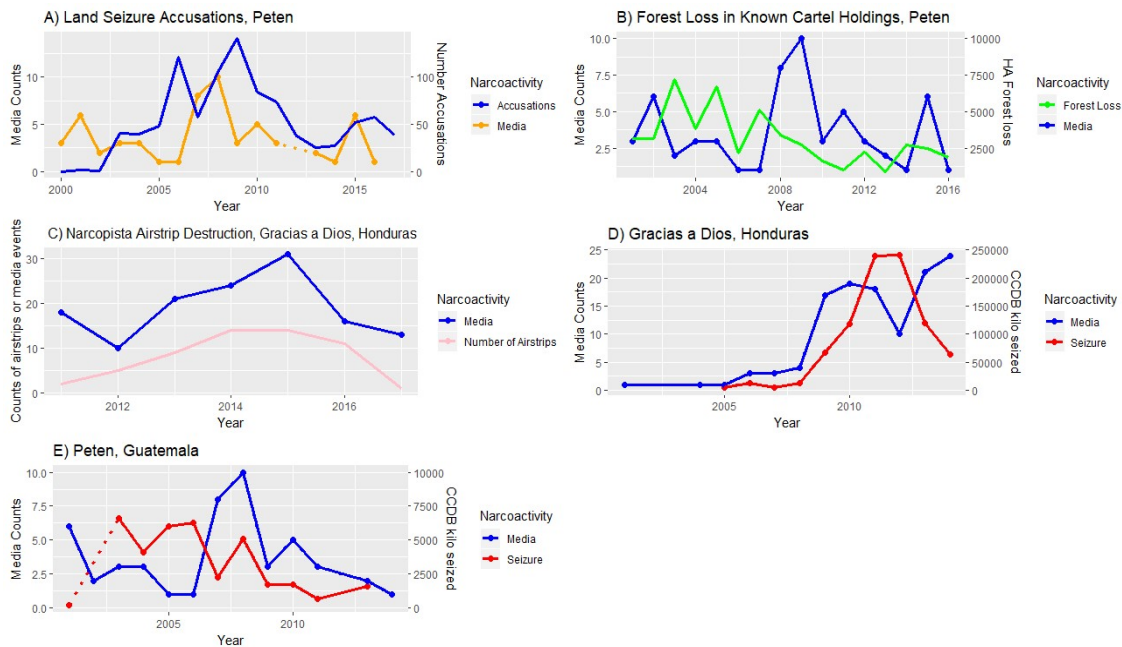 A) Land Seizure Accusations, Peten
Media Counts
10
5
0
100
50
0
Number Accusations
2000
2005
2010
2015
Year
Narcoactivity
Accusations
Media
B) Forest Loss in Known Cartel Holdings, Peten
Media Counts
10.0
7.5
5.0
2.5
10000
7500
5000
2500
HA Forest loss
2004
2008
2012
2016
Year
Narcoactivity
Forest Loss
Media
C) Narcopista Airstrip Destruction, Gracias a Dios, Honduras
Counts of airstrips or media events
30
20
10
0
2012
2014
2016
Year
Narcoactivity
Media
Number of Airstrips
D) Gracias a Dios, Honduras
Media Counts
25
20
15
10
5
0
250000
200000
150000
100000
50000
0
CCDB kilo seized
2005
2010
Year
Narcoactivity
Media
Seizure
E) Peten, Guatemala
Media Counts
10.0
7.5
5.0
2.5
0.0
10000
7500
5000
2500
0
CCDB kilo seized
2005
2010
Year
Narcoactivity
Media
Seizure